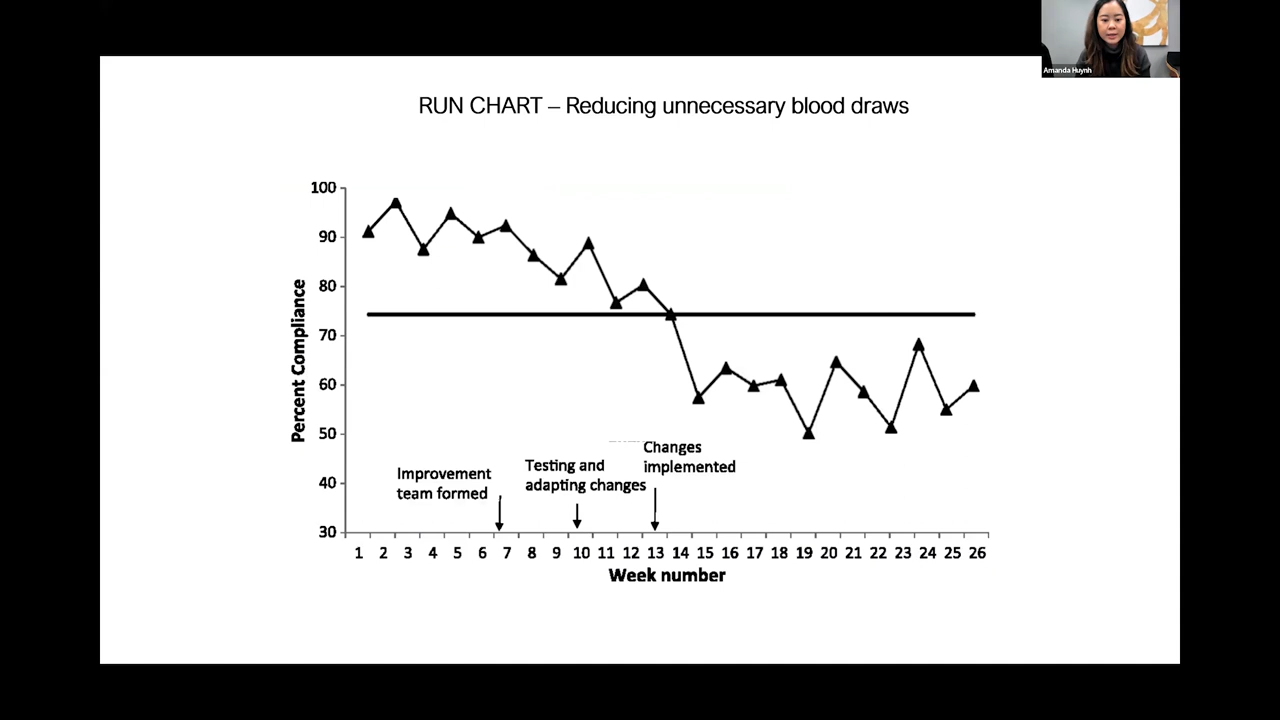 Amanda Huynh
RUN CHART – Reducing unnecessary blood draws
100
90
80
70
60
50
40
30
Percent Compliance
Improvement
team formed
Testing and
adapting changes
Changes
implemented
1 2 3 4 5 6 7 8 9 10 11 12 13 14 15 16 17 18 19 20 21 22 23 24 25 26
Week number